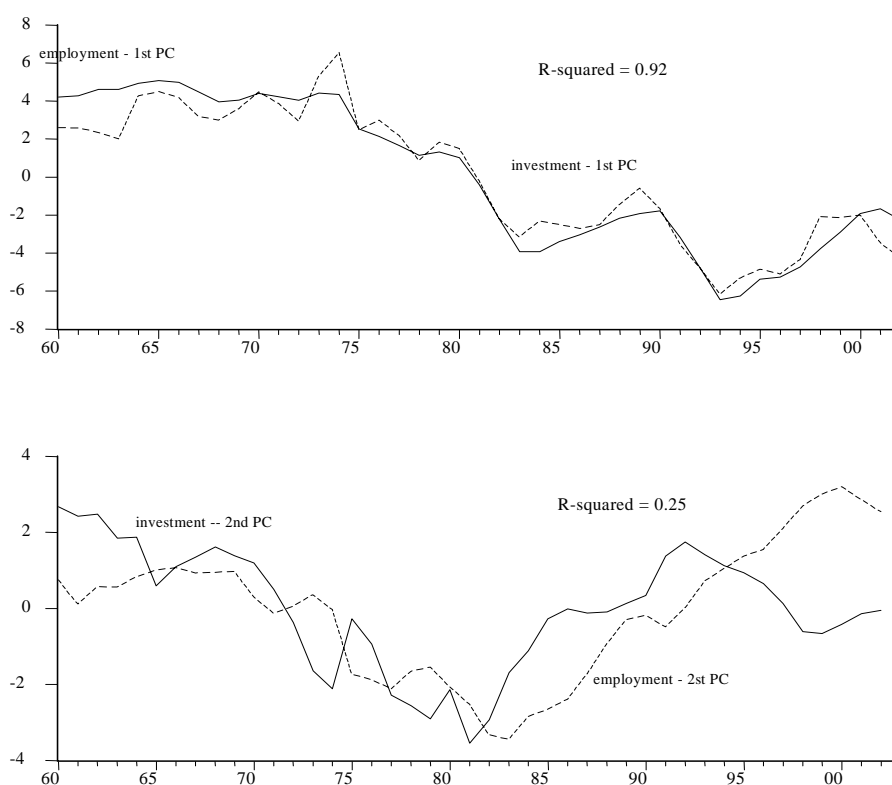 8
employment - 1st PC
6
R-squared = 0.92
4
2
investment - 1st PC
0
-2
-4
-6
-8
60 65 70 75 80 85 90 95 00
4
R-squared = 0.25
investment -- 2nd PC
2
0
employment - 2st PC
-2
-4
60 65 70 75 80 85 90 95 00